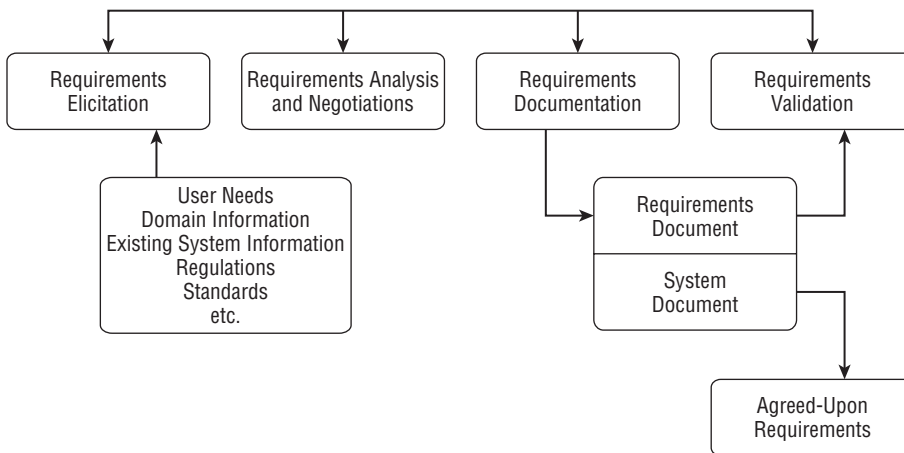 Requirements
Elicitation
Requirements Analysis
and Negotiations
Requirements
Documentation
Requirements
Validation
User Needs
Domain Information
Existing System Information
Regulations
Standards
etc.
Requirements
Document
System
Document
Agreed-Upon
Requirements